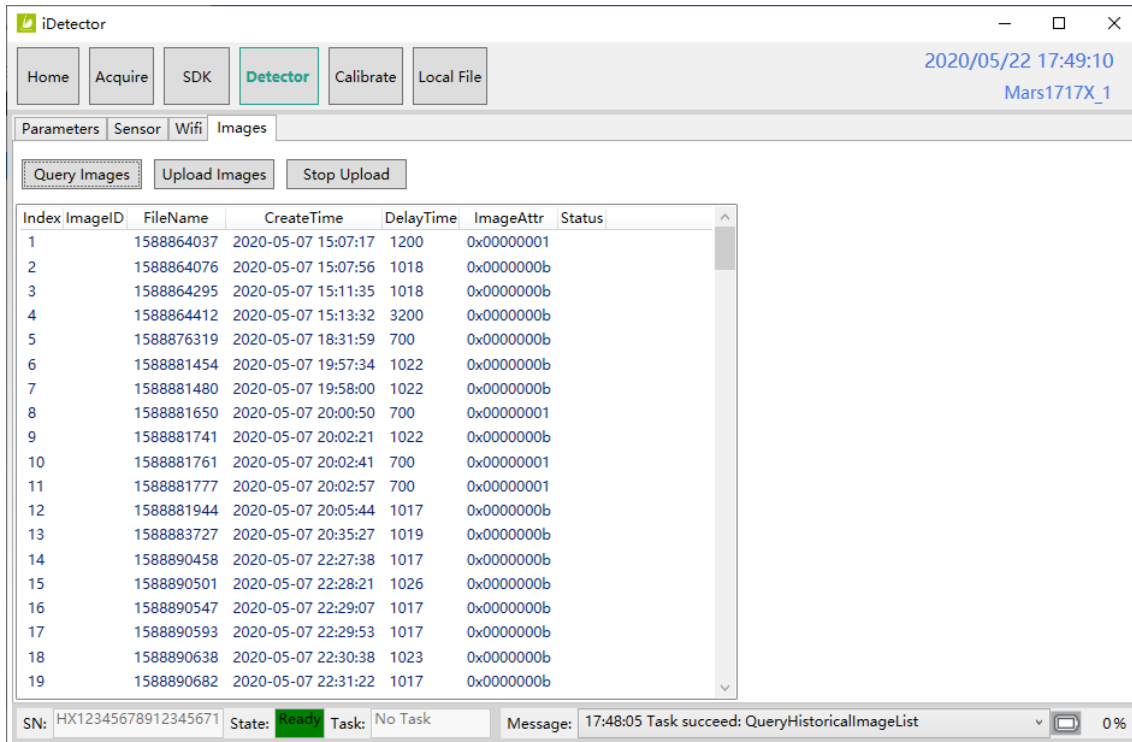 iDetector
Home Acquire SDK Detector Calibrate Local File
2020/05/22 17:49:10
Mars1717X_1
Parameters Sensor Wifi Images
Query Images Upload Images Stop Upload
Index ImageID FileName CreateTime DelayTime ImageAttr Status
1 1588864037 2020-05-07 15:07:17 1200 0x00000001
2 1588864076 2020-05-07 15:07:56 1018 0x0000000b
3 1588864295 2020-05-07 15:11:35 1018 0x0000000b
4 1588864412 2020-05-07 15:13:32 3200 0x0000000b
5 1588876319 2020-05-07 18:31:59 700 0x00000001
6 1588881454 2020-05-07 19:57:34 1022 0x0000000b
7 1588881480 2020-05-07 19:58:00 1022 0x0000000b
8 1588881650 2020-05-07 20:00:50 700 0x00000001
9 1588881741 2020-05-07 20:02:21 1022 0x0000000b
10 1588881761 2020-05-07 20:02:41 700 0x00000001
11 1588881777 2020-05-07 20:02:57 700 0x00000001
12 1588881944 2020-05-07 20:05:44 1017 0x0000000b
13 1588883727 2020-05-07 20:35:27 1019 0x0000000b
14 1588890458 2020-05-07 22:27:38 1017 0x0000000b
15 1588890501 2020-05-07 22:28:21 1026 0x0000000b
16 1588890547 2020-05-07 22:29:07 1017 0x0000000b
17 1588890593 2020-05-07 22:29:53 1017 0x0000000b
18 1588890638 2020-05-07 22:30:38 1023 0x0000000b
19 1588890682 2020-05-07 22:31:22 1017 0x0000000b
SN: HX12345678912345671 State: Ready Task: No Task Message: 17:48:05 Task succeed: QueryHistoricalImageList 0%